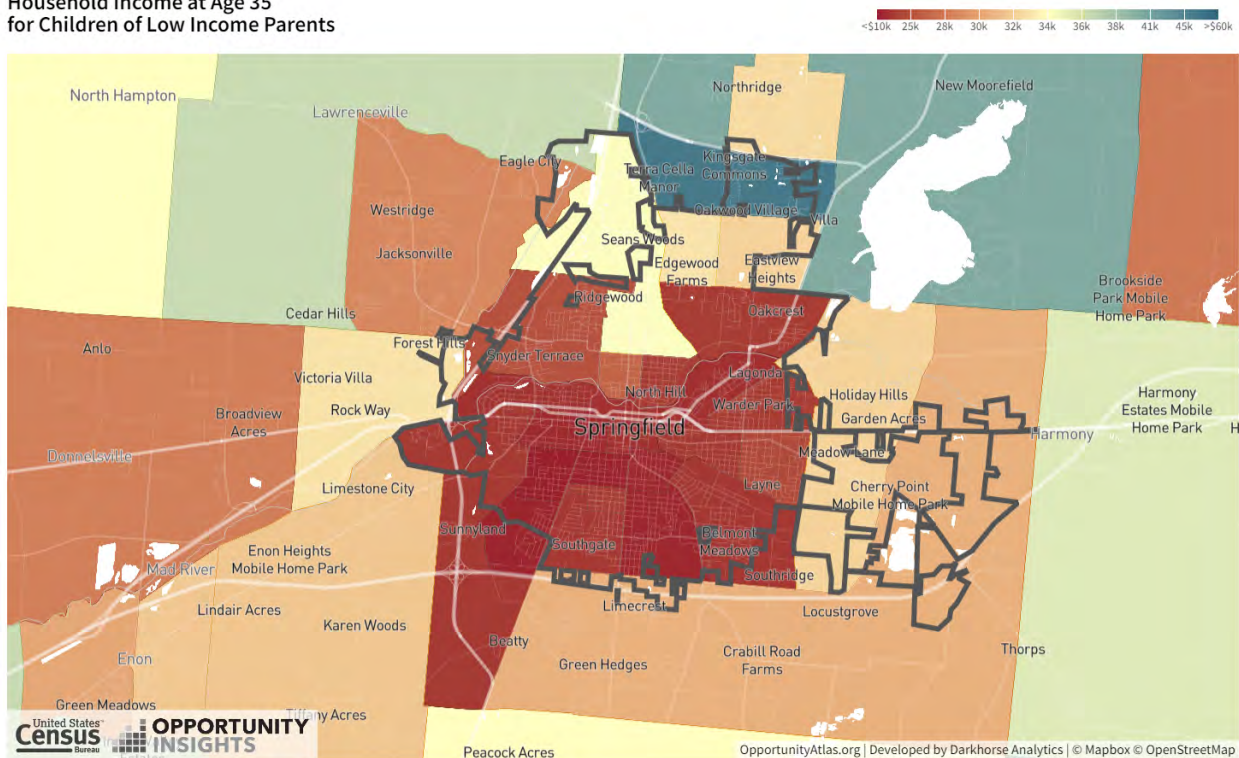 Household Income at Age 35
for Children of Low Income Parents
<$10k 25k 28k 30k 32k 34k 36k 38k 41k 45k >$60k
North Hampton
Lawrenceville
Northridge
New Moorefield
Eagle City
Terra Cella
Manor
Kingsgate
Commons
Westridge
Oakwood Village
Villa
Jacksonville
Seans Woods
Edgewood
Farms
Eastview
Heights
Brookside
Park Mobile
Home Park
Cedar Hills
Ridgewood
Oakcrest
Anlo
Forest Hills
Snyder Terrace
Victoria Villa
Lagonda
North Hill
Holiday Hills
Harmony
Estates Mobile
Home Park
Rock Way
Warder Park
Broadview
Acres
Garden Acres
Springfield
Harmony
H
Donnelsville
Meadow Lane
Limestone City
Layne
Cherry Point
Mobile Home Park
Sunnyland
Belmont
Meadows
Southgate
Enon Heights
Mobile Home Park
Mad River
Southridge
Lindair Acres
Limecrest
Locustgrove
Karen Woods
Beatty
Enon
Green Hedges
Crabill Road
Farms
Thorps
Green Meadows
Tiffany Acres
United States™
Census
Bureau
OPPORTUNITY
INSIGHTS
Peacock Acres
OpportunityAtlas.org | Developed by Darkhorse Analytics | © Mapbox © OpenStreetMap